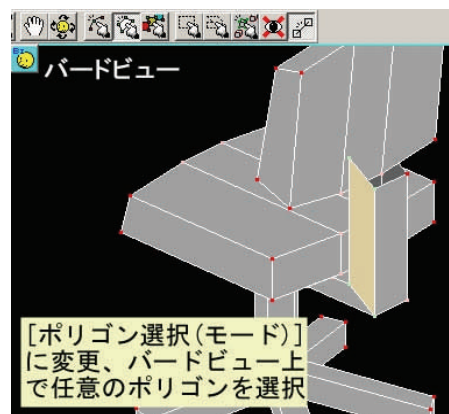 バードビュー
[ポリゴン選択(モード)]
に変更、バードビュー上
で任意のポリゴンを選択